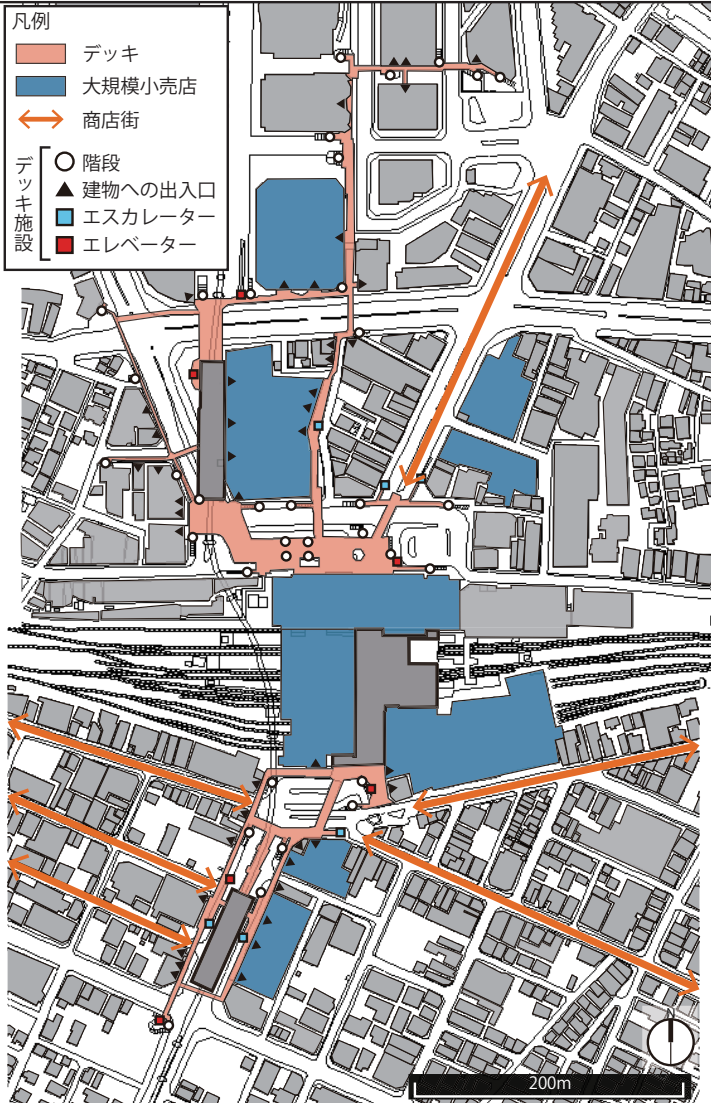 凡例
デッキ
大規模小売店
商店街
デッキ施設
階段
建物への出入口
エスカレーター
エレベーター
N
200m